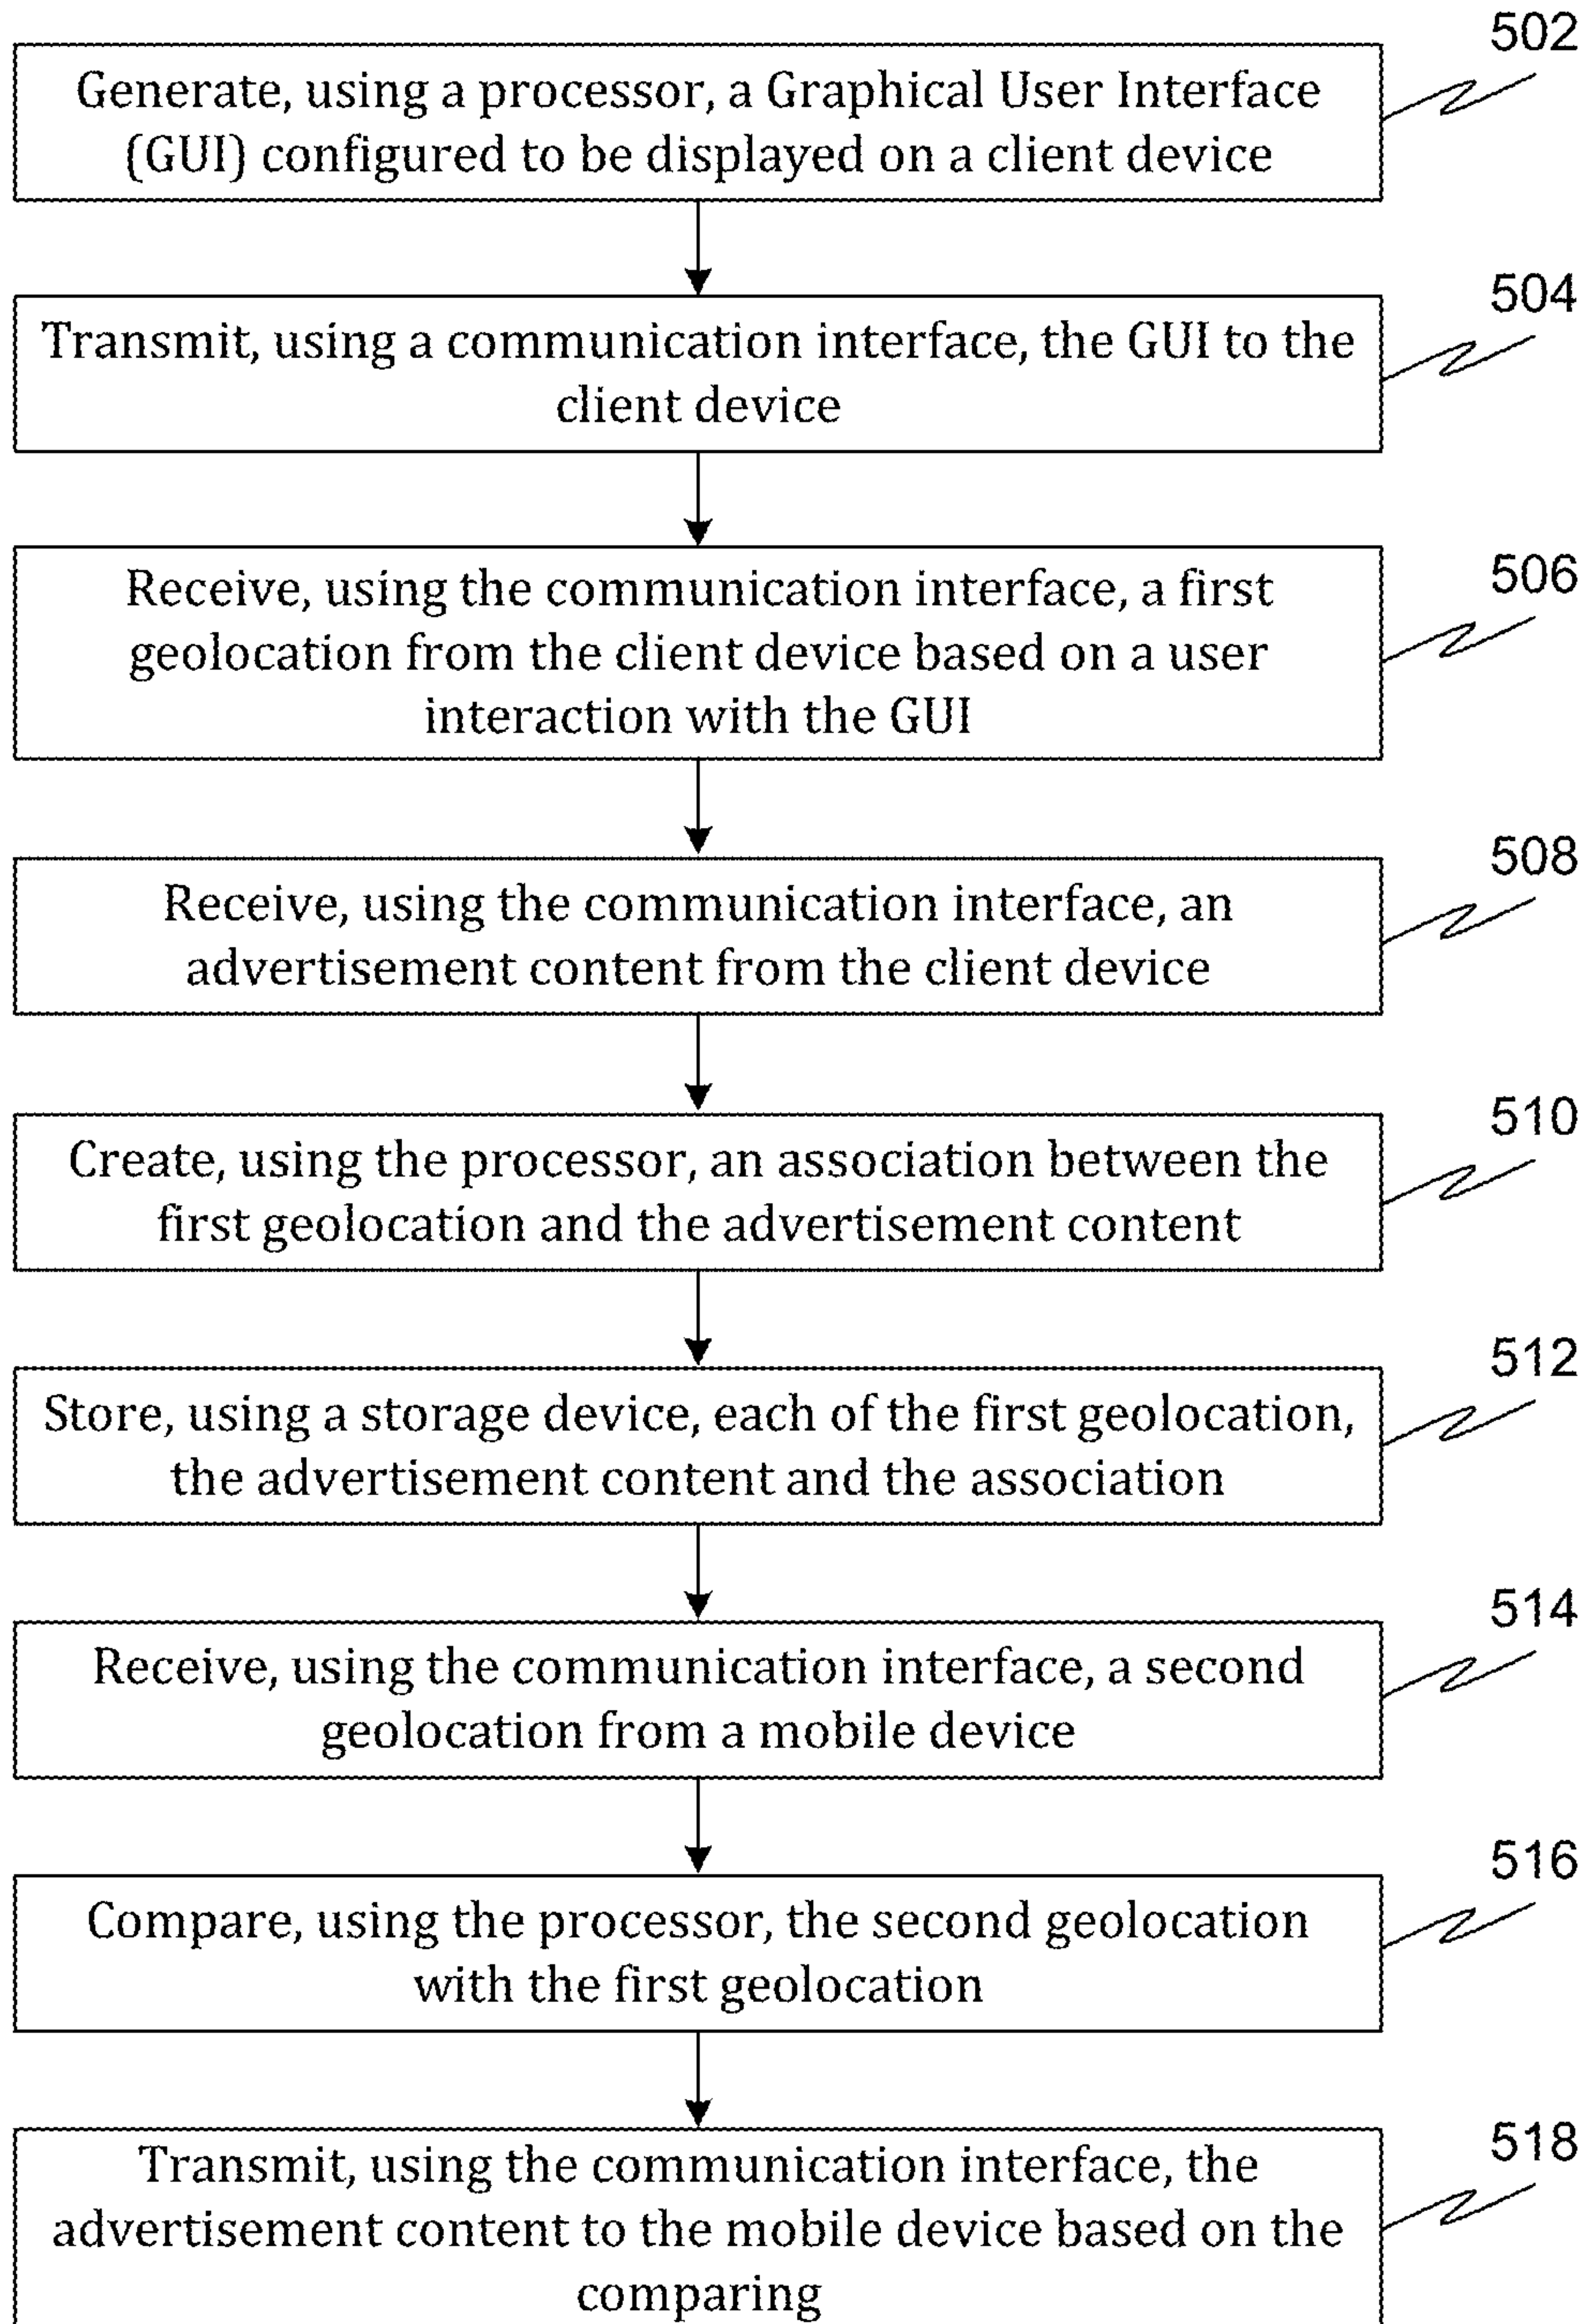 502
Generate, using a processor, a Graphical User Interface
(GUI) configured to be displayed on a client device
504
Transmit, using a communication interface, the GUI to the
client device
506
Receive, using the communication interface, a first
geolocation from the client device based on a user
interaction with the GUI
508
Receive, using the communication interface, an
advertisement content from the client device
510
Create, using the processor, an association between the
first geolocation and the advertisement content
512
Store, using a storage device, each of the first geolocation,
the advertisement content and the association
514
Receive, using the communication interface, a second
geolocation from a mobile device
516
Compare, using the processor, the second geolocation
with the first geolocation
518
Transmit, using the communication interface, the
advertisement content to the mobile device based on the
comparing